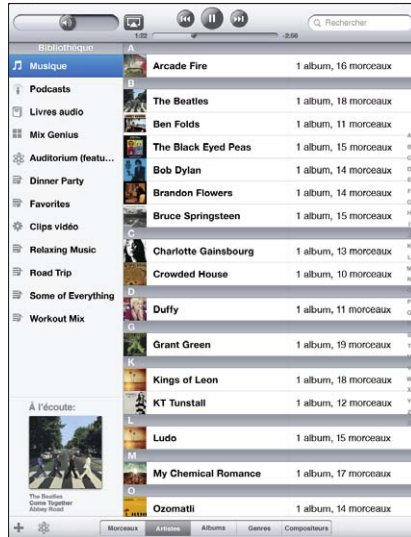 Rechercher
1:22
-2:56
Bibliothèque
Musique
Podcasts
Livres audio
Mix Genius
Auditorium (featu...
Dinner Party
Favorites
Clips vidéo
Relaxing Music
Road Trip
Some of Everything
Workout Mix
À l'écoute:
The Beatles
Come Together
Abbey Road
A
Arcade Fire 1 album, 16 morceaux
B
The Beatles 1 album, 18 morceaux
Ben Folds 1 album, 11 morceaux
The Black Eyed Peas 1 album, 15 morceaux
Bob Dylan 1 album, 14 morceaux
Brandon Flowers 1 album, 14 morceaux
Bruce Springsteen 1 album, 15 morceaux
C
Charlotte Gainsbourg 1 album, 13 morceaux
Crowded House 1 album, 10 morceaux
D
Duffy 1 album, 11 morceaux
G
Grant Green 1 album, 19 morceaux
K
Kings of Leon 1 album, 18 morceaux
KT Tunstall 1 album, 12 morceaux
L
Ludo 1 album, 15 morceaux
M
My Chemical Romance 1 album, 17 morceaux
O
Ozomatli 1 album, 14 morceaux
Morceaux Artistes Albums Genres Compositeurs